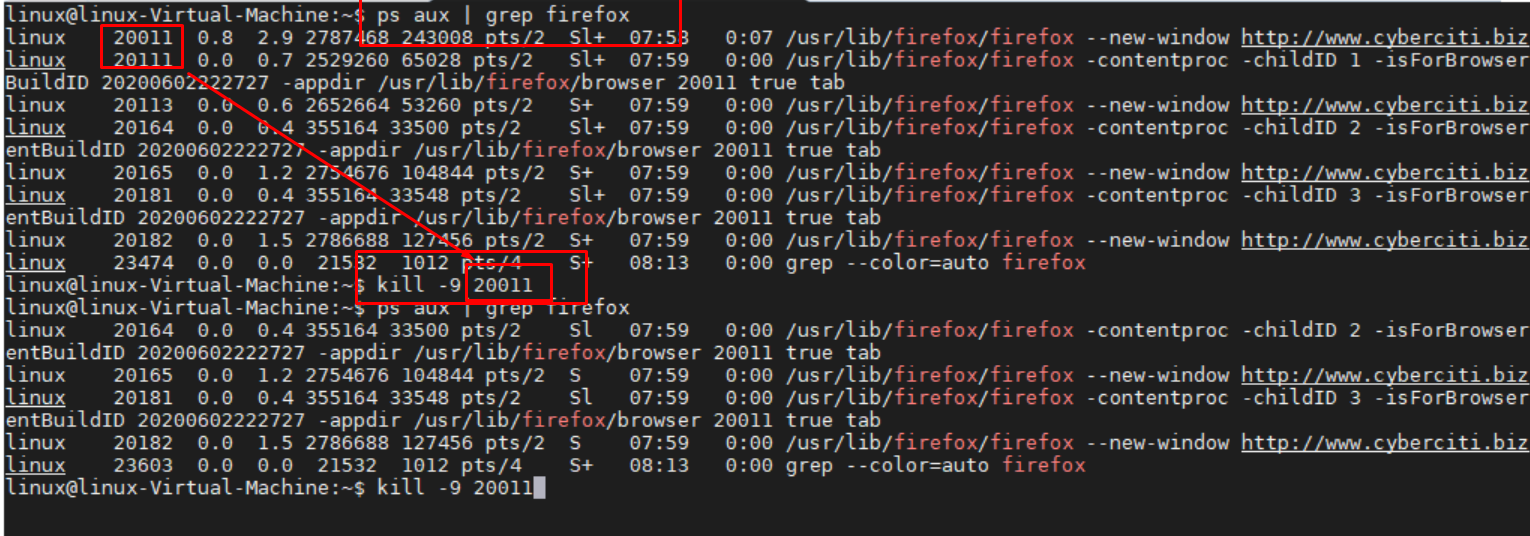 linux@linux-Virtual-Machine:~$ ps aux | grep firefox
linux    20011  0.8  2.9 2787468 243008 pts/2  Sl+  07:58   0:07 /usr/lib/firefox/firefox --new-window http://www.cyberciti.biz
linux    20111  0.0  0.7 2529260 65028 pts/2   Sl+  07:59   0:00 /usr/lib/firefox/firefox -contentproc -childID 1 -isForBrowser
BuildID 20200602222727 -appdir /usr/lib/firefox/browser 20011 true tab
linux    20113  0.0  0.6 2652664 53260 pts/2   S+   07:59   0:00 /usr/lib/firefox/firefox --new-window http://www.cyberciti.biz
linux    20164  0.0  0.4 355164 33500 pts/2    Sl+  07:59   0:00 /usr/lib/firefox/firefox -contentproc -childID 2 -isForBrowser
entBuildID 20200602222727 -appdir /usr/lib/firefox/browser 20011 true tab
linux    20165  0.0  1.2 2754676 104844 pts/2  S+   07:59   0:00 /usr/lib/firefox/firefox --new-window http://www.cyberciti.biz
linux    20181  0.0  0.4 355164 33548 pts/2    Sl+  07:59   0:00 /usr/lib/firefox/firefox -contentproc -childID 3 -isForBrowser
entBuildID 20200602222727 -appdir /usr/lib/firefox/browser 20011 true tab
linux    20182  0.0  1.5 2786688 127456 pts/2  S+   07:59   0:00 /usr/lib/firefox/firefox --new-window http://www.cyberciti.biz
linux    23474  0.0  0.0  21532  1012 pts/4    S+   08:13   0:00 grep --color=auto firefox
linux@linux-Virtual-Machine:~$ kill -9 20011
linux@linux-Virtual-Machine:~$ ps aux | grep firefox
linux    20164  0.0  0.4 355164 33500 pts/2    Sl   07:59   0:00 /usr/lib/firefox/firefox -contentproc -childID 2 -isForBrowser
entBuildID 20200602222727 -appdir /usr/lib/firefox/browser 20011 true tab
linux    20165  0.0  1.2 2754676 104844 pts/2  S    07:59   0:00 /usr/lib/firefox/firefox --new-window http://www.cyberciti.biz
linux    20181  0.0  0.4 355164 33548 pts/2    Sl   07:59   0:00 /usr/lib/firefox/firefox -contentproc -childID 3 -isForBrowser
entBuildID 20200602222727 -appdir /usr/lib/firefox/browser 20011 true tab
linux    20182  0.0  1.5 2786688 127456 pts/2  S    07:59   0:00 /usr/lib/firefox/firefox --new-window http://www.cyberciti.biz
linux    23603  0.0  0.0  21532  1012 pts/4    S+   08:13   0:00 grep --color=auto firefox
linux@linux-Virtual-Machine:~$ kill -9 20011